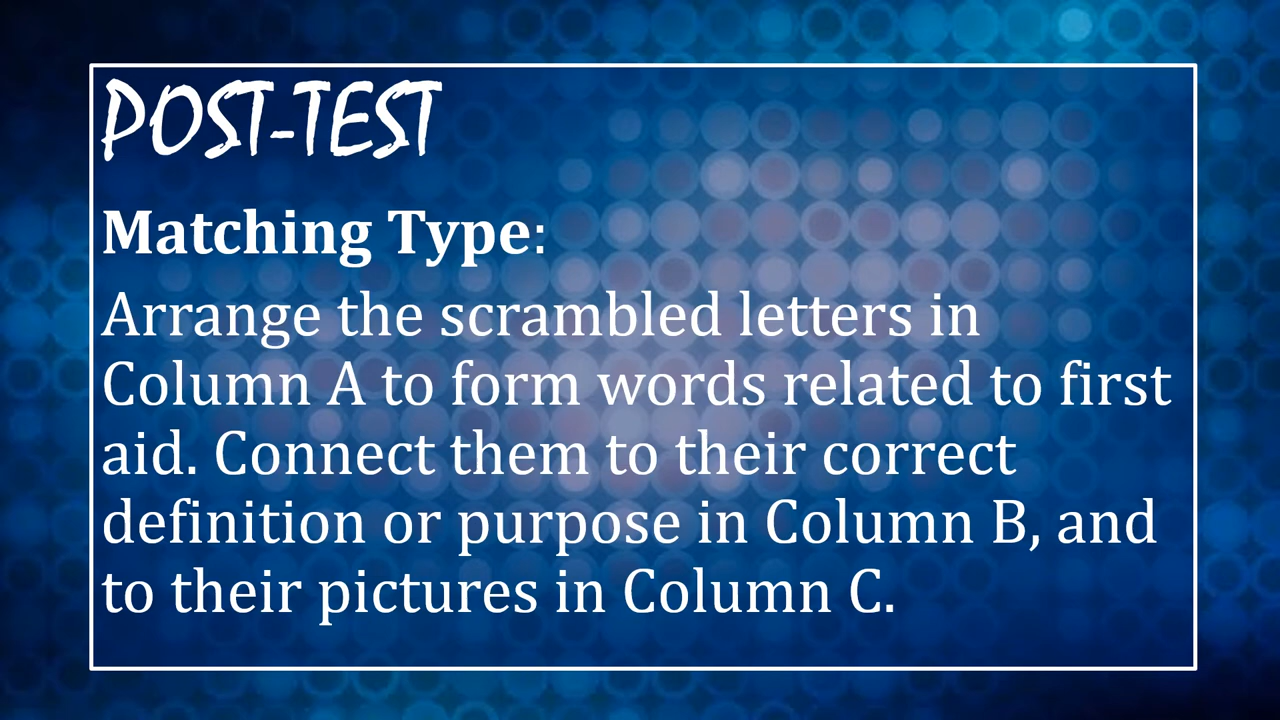 POST-TEST
Matching Type:
Arrange the scrambled letters in
Column A to form words related to first
aid. Connect them to their correct
definition or purpose in Column B, and
to their pictures in Column C.